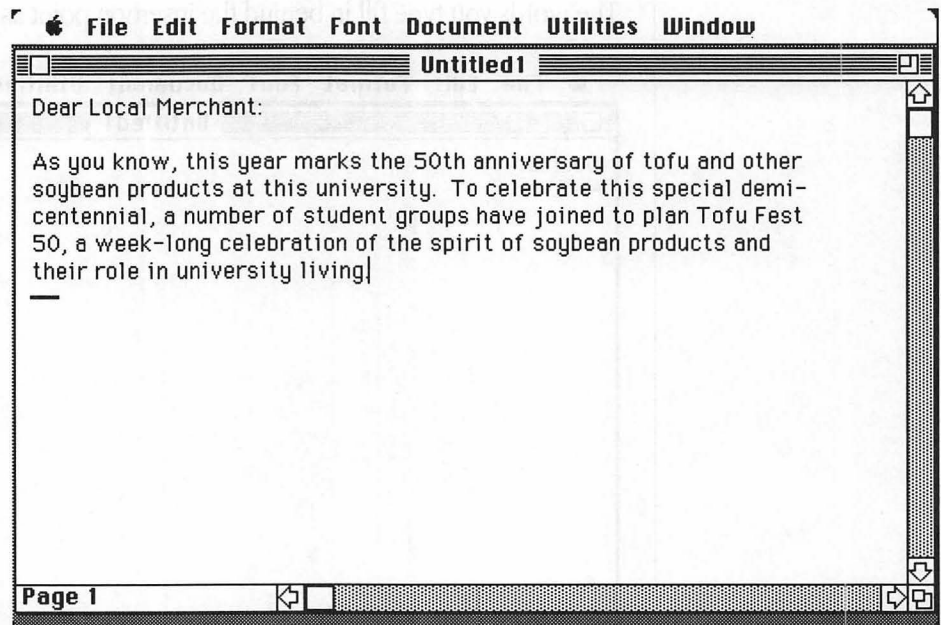 File Edit Format Font Document Utilities Window
Untitled1
Dear Local Merchant:
As you know, this year marks the 50th anniversary of tofu and other
soybean products at this university. To celebrate this special demi-
centennial, a number of student groups have joined to plan Tofu Fest
50, a week-long celebration of the spirit of soybean products and
their role in university living
Page 1